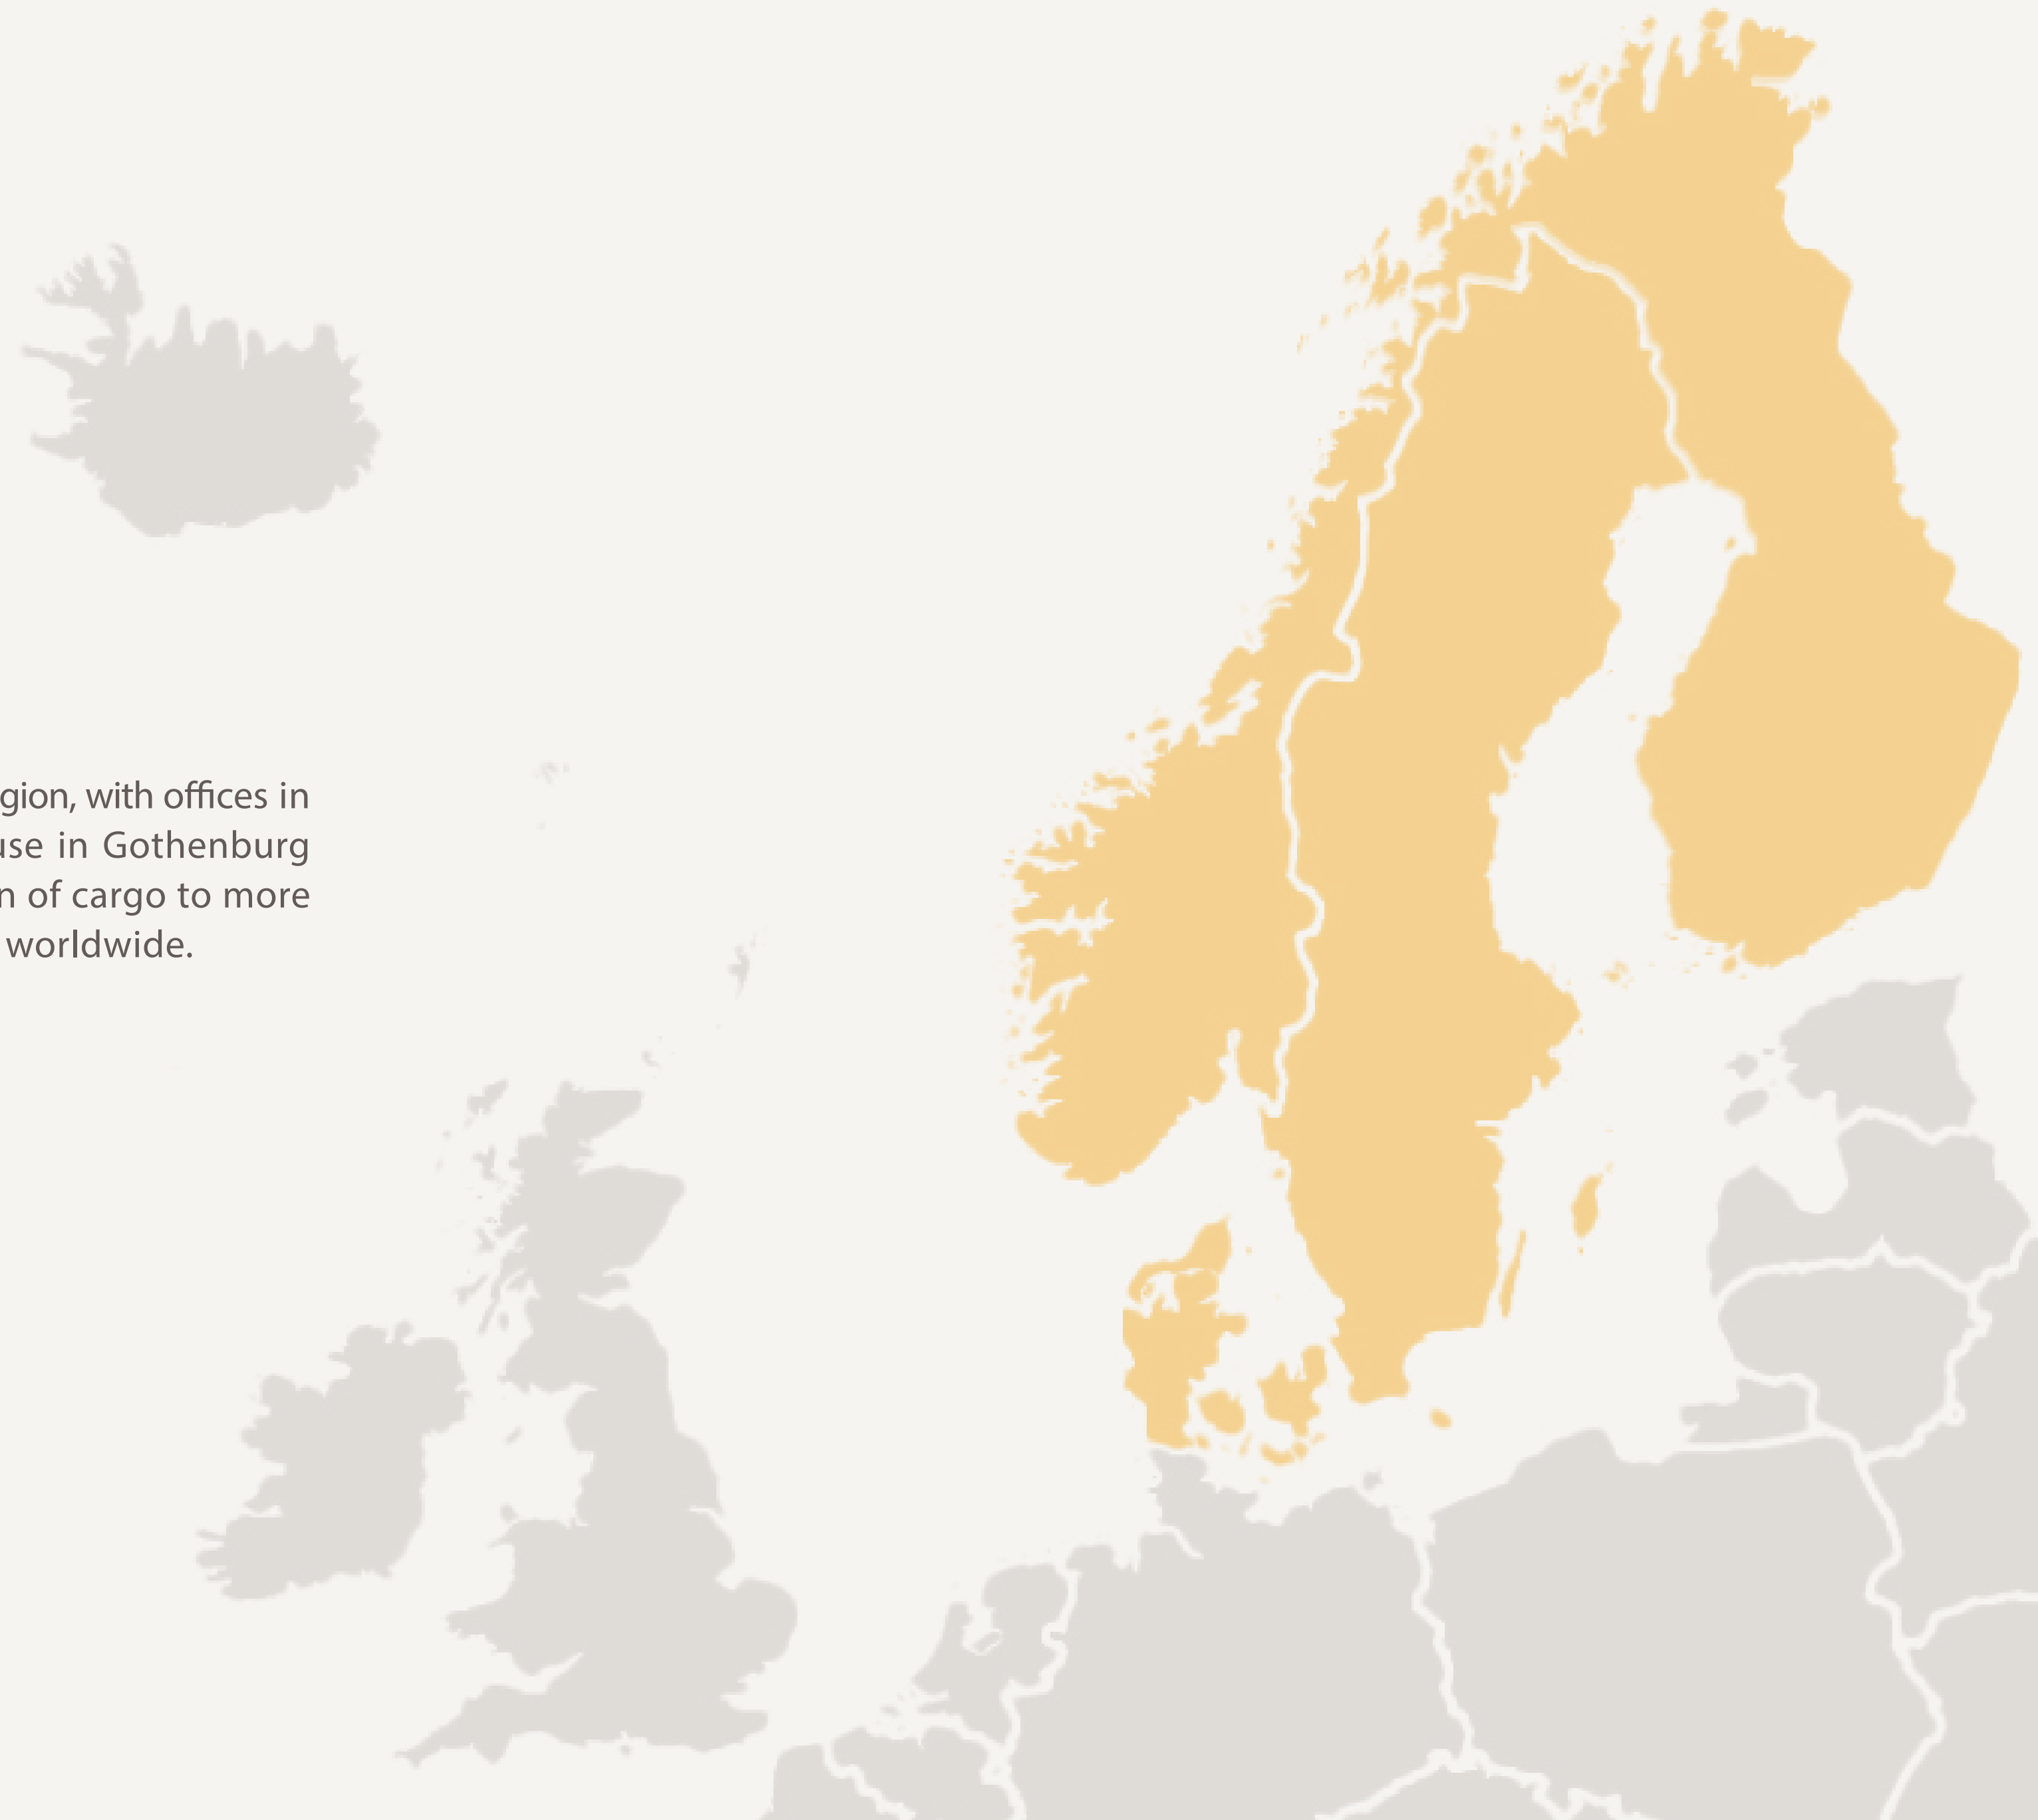 gion, with offices in
use in Gothenburg
n of cargo to more
worldwide.